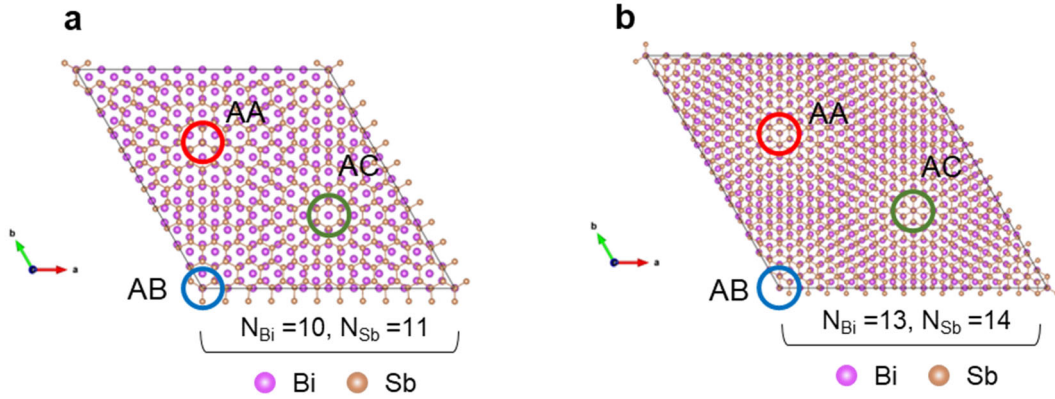 a
AA
AC
b
a
AB
N_Bi =10, N_Sb =11
Bi Sb
b
AA
AC
b
a
AB
N_Bi =13, N_Sb =14
Bi Sb